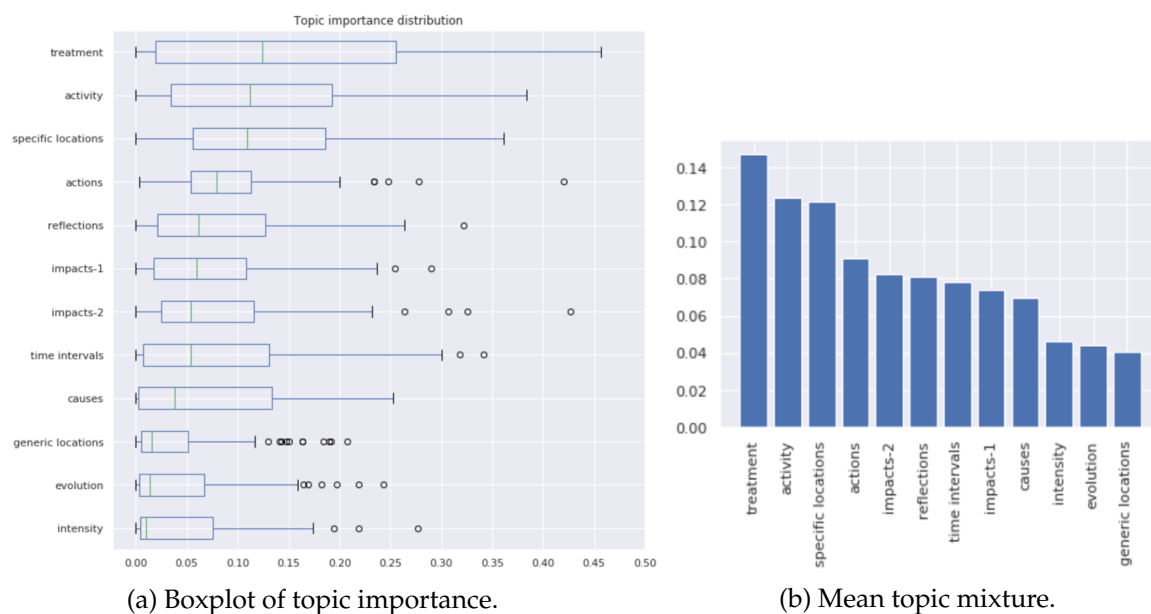 Topic importance distribution
treatment
activity
specific locations
actions
reflections
impacts-1
impacts-2
time intervals
causes
generic locations
evolution
intensity
0.00 0.05 0.10 0.15 0.20 0.25 0.30 0.35 0.40 0.45 0.50
(a) Boxplot of topic importance.
0.14
0.12
0.10
0.08
0.06
0.04
0.02
0.00
treatment
activity
specific locations
actions
impacts-2
reflections
time intervals
impacts-1
causes
intensity
evolution
generic locations
(b) Mean topic mixture.